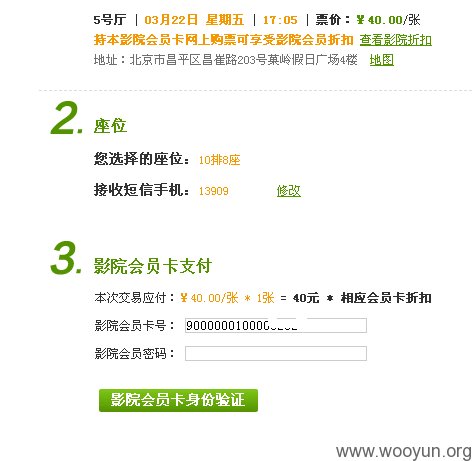 5号厅 | 03月22日 星期五 | 17:05 | 票价：￥40.00/张
持本影院会员卡网上购票可享受影院会员折扣 查看影院折扣
地址：北京市昌平区昌崔路203号菓岭假日广场4楼 地图
2. 座位
您选择的座位：10排8座
接收短信手机：13909 修改
3. 影院会员卡支付
本次交易应付：￥40.00/张 * 1张 = 40元 * 相应会员卡折扣
影院会员卡号：
影院会员密码：
影院会员卡身份验证
www.wooyun.org